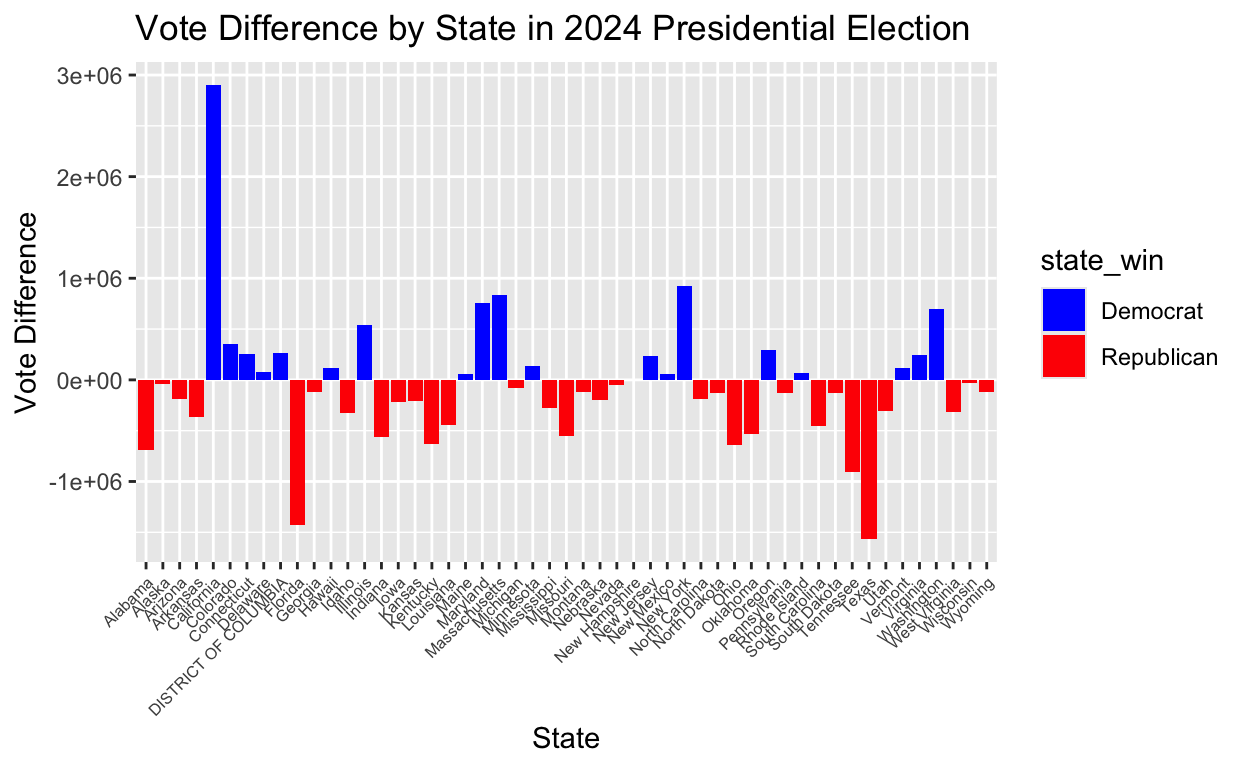 Vote Difference by State in 2024 Presidential Election
3e+06
2e+06
1e+06
0e+00
-1e+06
Vote Difference
Alabama
Alaska
Arizona
Arkansas
California
Colorado
Connecticut
Delaware
DISTRICT OF COLUMBIA
Florida
Georgia
Hawaii
Idaho
Illinois
Indiana
Iowa
Kansas
Kentucky
Louisiana
Maine
Maryland
Massachusetts
Michigan
Minnesota
Mississippi
Missouri
Montana
Nebraska
Nevada
New Hampshire
New Jersey
New Mexico
New York
North Carolina
North Dakota
Ohio
Oklahoma
Oregon
Pennsylvania
Rhode Island
South Carolina
South Dakota
Tennessee
Texas
Utah
Vermont
Virginia
Washington
West Virginia
Wisconsin
Wyoming
State
state_win
Democrat
Republican